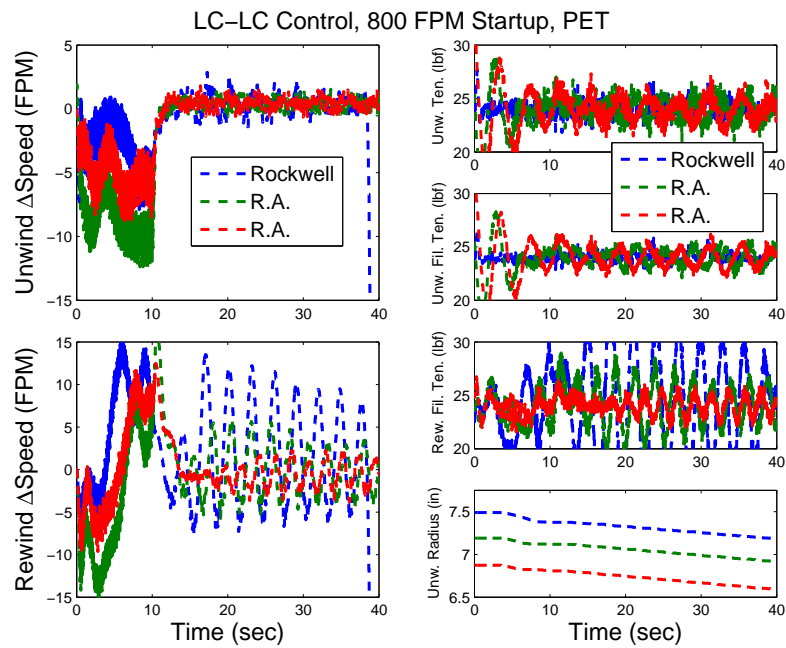 LC−LC Control, 800 FPM Startup, PET
Unwind ΔSpeed (FPM)
5
0
−5
−10
−15
0 10 20 30 40
Rockwell
R.A.
R.A.
Unw. Ten. (lbf)
30
25
20
0 10 20 30 40
Rockwell
R.A.
R.A.
Unw. Fil. Ten. (lbf)
30
25
20
0 10 20 30 40
Rewind ΔSpeed (FPM)
15
10
5
0
−5
−10
−15
0 10 20 30 40
Time (sec)
Rew. Fil. Ten. (lbf)
30
25
20
0 10 20 30 40
Unw. Radius (in)
7.5
7
6.5
0 10 20 30 40
Time (sec)